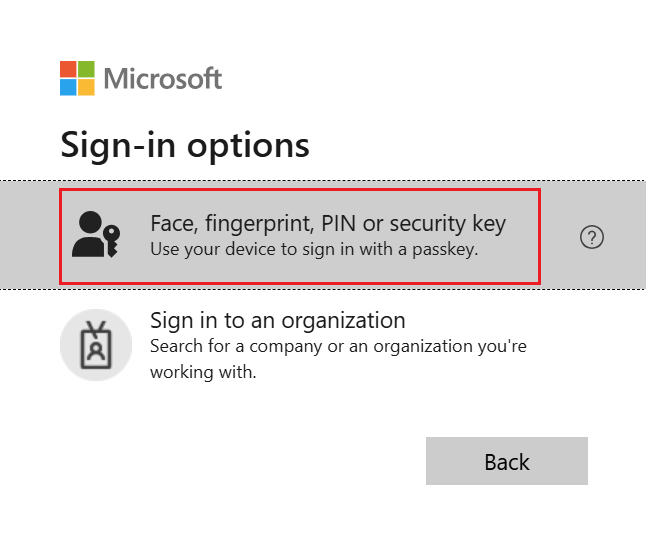 Microsoft
Sign-in options
Face, fingerprint, PIN or security key
Use your device to sign in with a passkey.
?
Sign in to an organization
Search for a company or an organization you're
working with.
Back